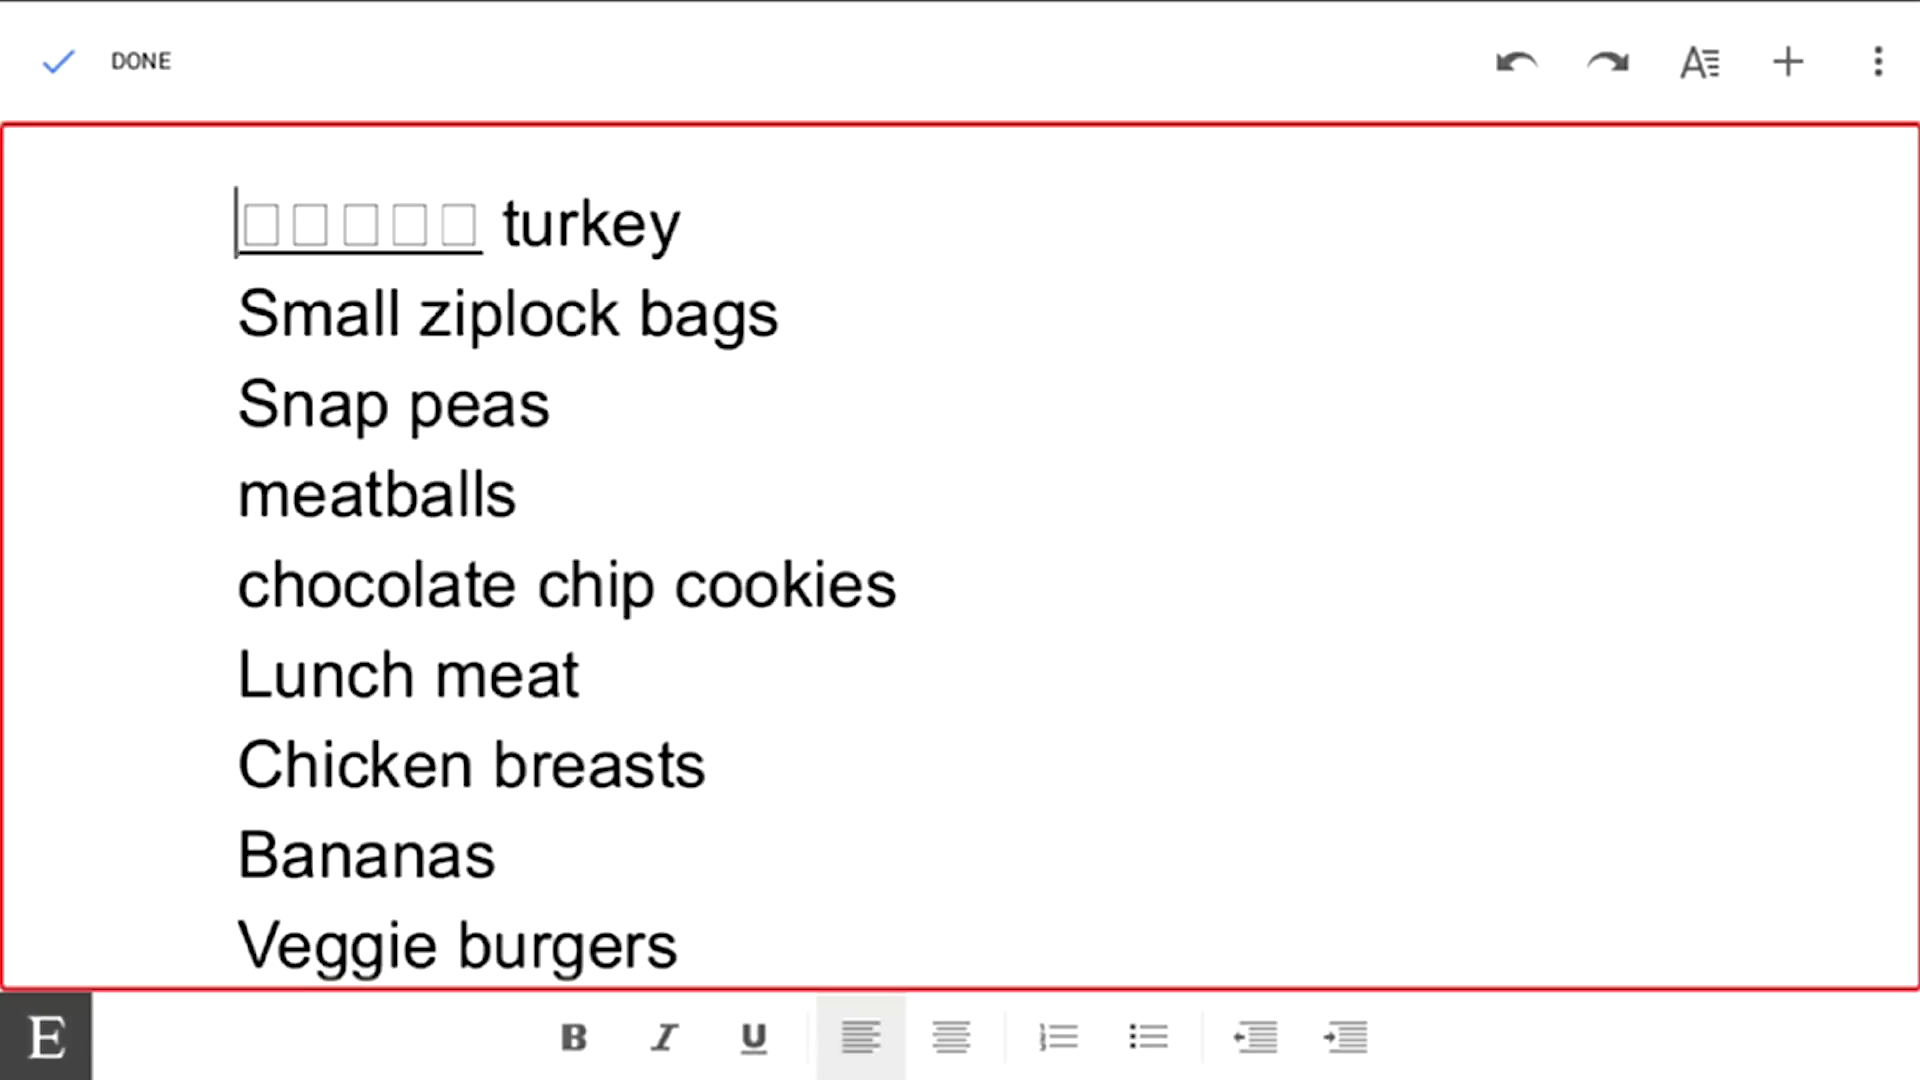 DONE
□□□□□ turkey
Small ziplock bags
Snap peas
meatballs
chocolate chip cookies
Lunch meat
Chicken breasts
Bananas
Veggie burgers
E
B I U